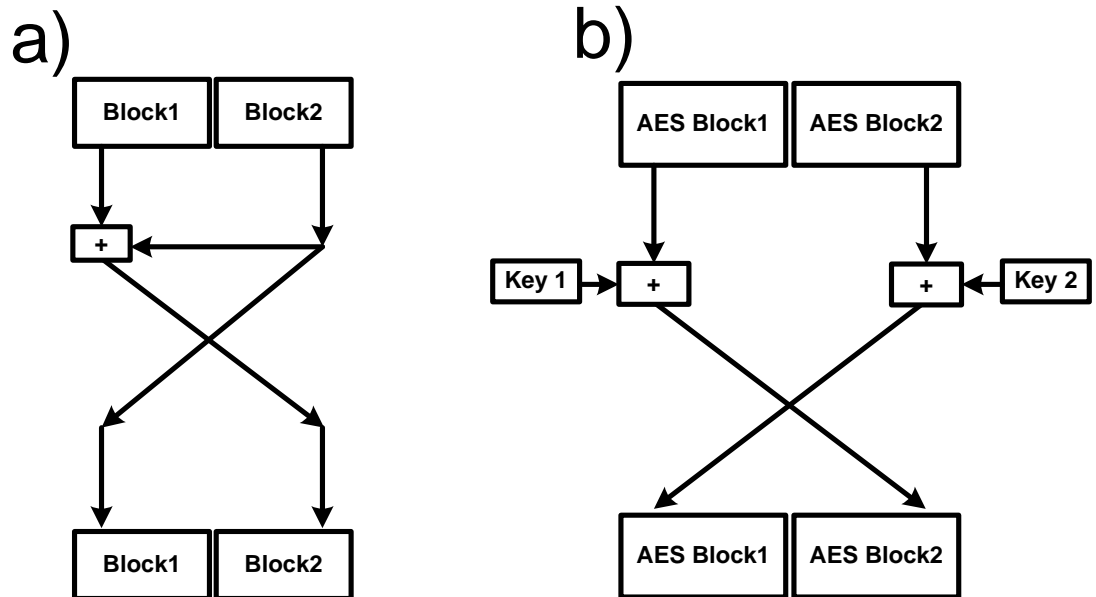 a)
b)
Block1 Block2
AES Block1 AES Block2
+
Key 1 + + Key 2
Block1 Block2
AES Block1 AES Block2